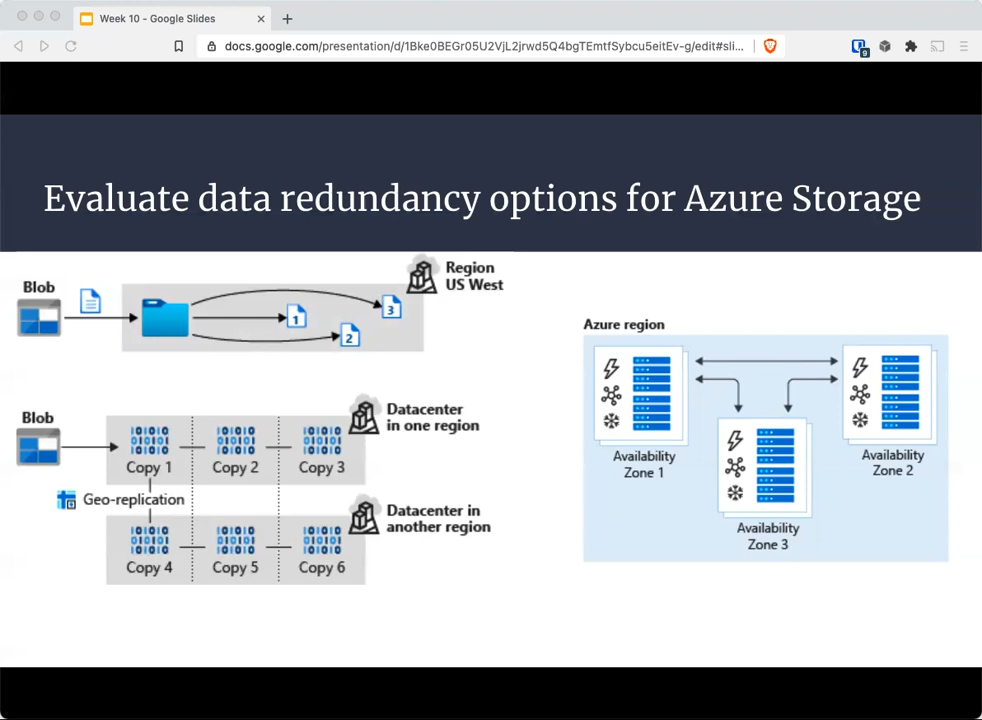 Week 10 - Google Slides
docs.google.com/presentation/d/1Bke0BEGr05U2VjL2jrwd5Q4bgTEmtfSybcu5eitEv-g/edit#sli...
9
Evaluate data redundancy options for Azure Storage
Blob
Region
US West
1
2
3
Blob
Datacenter
in one region
Copy 1
Copy 2
Copy 3
Geo-replication
Datacenter in
another region
Copy 4
Copy 5
Copy 6
Azure region
Availability
Zone 1
Availability
Zone 2
Availability
Zone 3